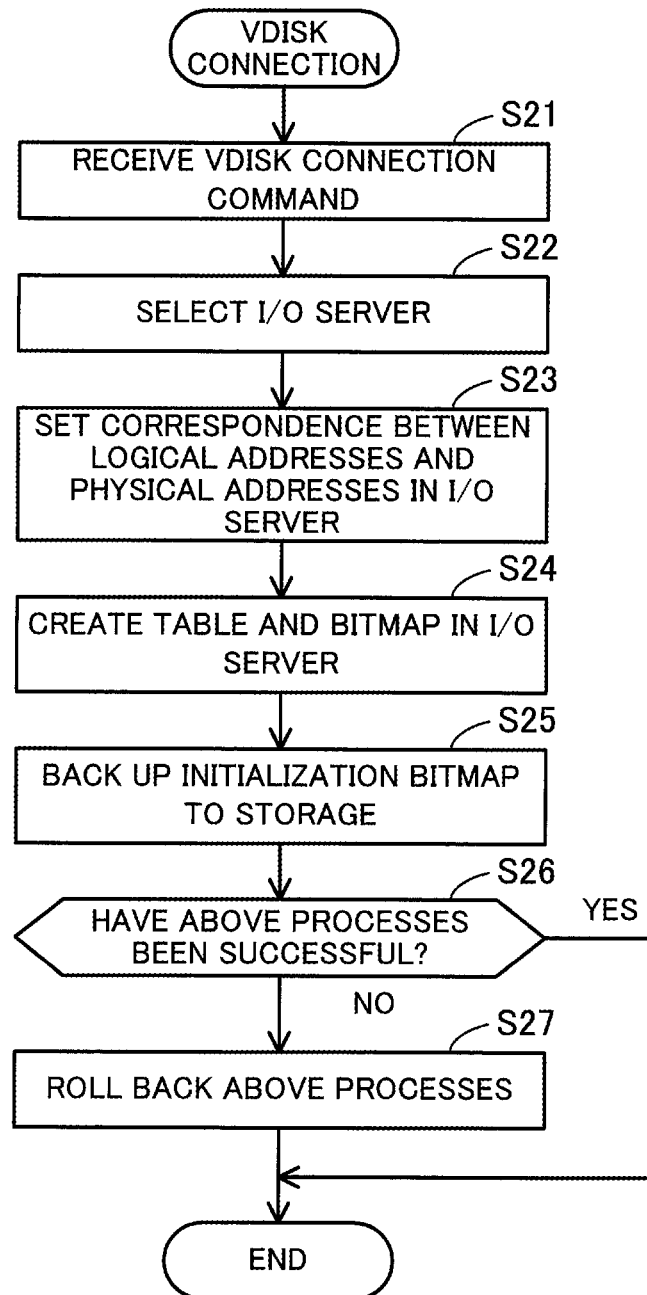 VDISK
CONNECTION
S21
RECEIVE VDISK CONNECTION
COMMAND
S22
SELECT I/O SERVER
S23
SET CORRESPONDENCE BETWEEN
LOGICAL ADDRESSES AND
PHYSICAL ADDRESSES IN I/O
SERVER
S24
CREATE TABLE AND BITMAP IN I/O
SERVER
S25
BACK UP INITIALIZATION BITMAP
TO STORAGE
S26
HAVE ABOVE PROCESSES
BEEN SUCCESSFUL?
YES
NO
S27
ROLL BACK ABOVE PROCESSES
END